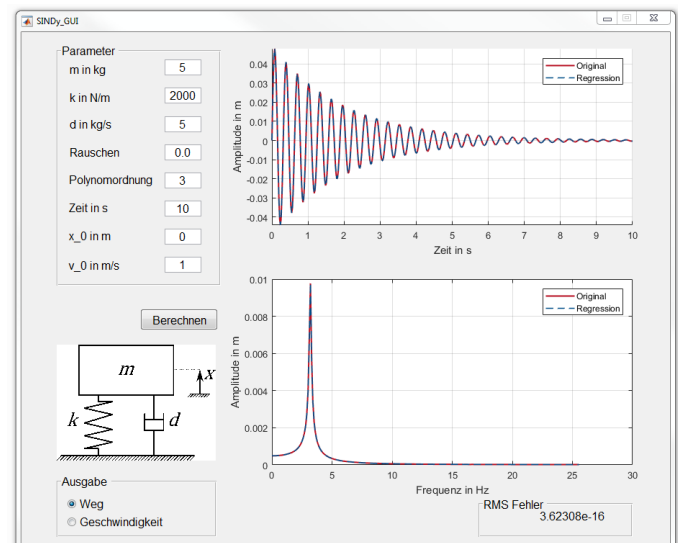 SINDy_GUI
Parameter
m in kg 5
k in N/m 2000
d in kg/s 5
Rauschen 0.0
Polynomordnung 3
Zeit in s 10
x_0 in m 0
v_0 in m/s 1
Berechnen
m
x
k
d
Ausgabe
Weg
Geschwindigkeit
Amplitude in m
0.04
0.03
0.02
0.01
0
-0.01
-0.02
-0.03
-0.04
Original
Regression
0 1 2 3 4 5 6 7 8 9 10
Zeit in s
Amplitude in m
0.01
0.008
0.006
0.004
0.002
0
Original
Regression
0 5 10 15 20 25 30
Frequenz in Hz
RMS Fehler
3.62308e-16